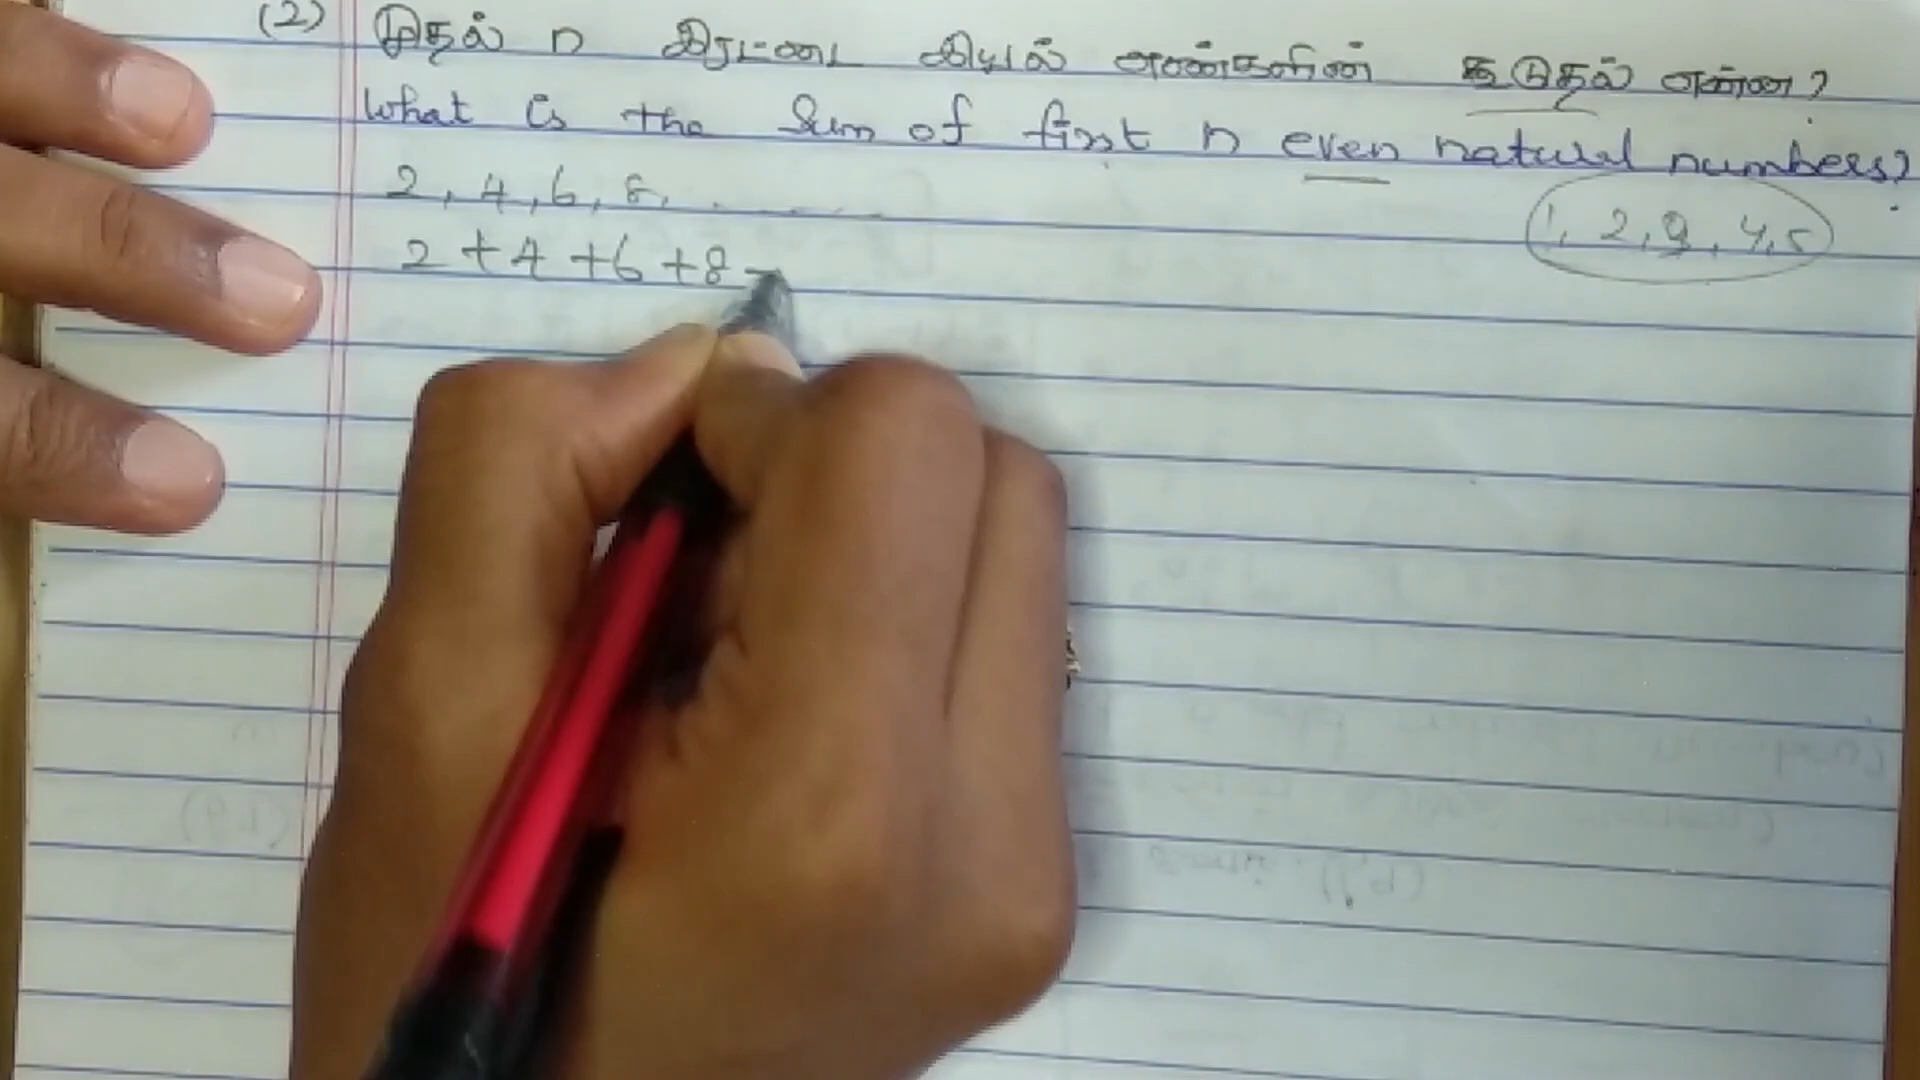 (2) முதல் n இரட்டை இயல் எண்களின் கூடுதல் என்ன?
What is the Sum of first n even natural numbers?
2, 4, 6, 8, . - - - -
1, 2, 3, 4, 5
2 + 4 + 6 + 8 -